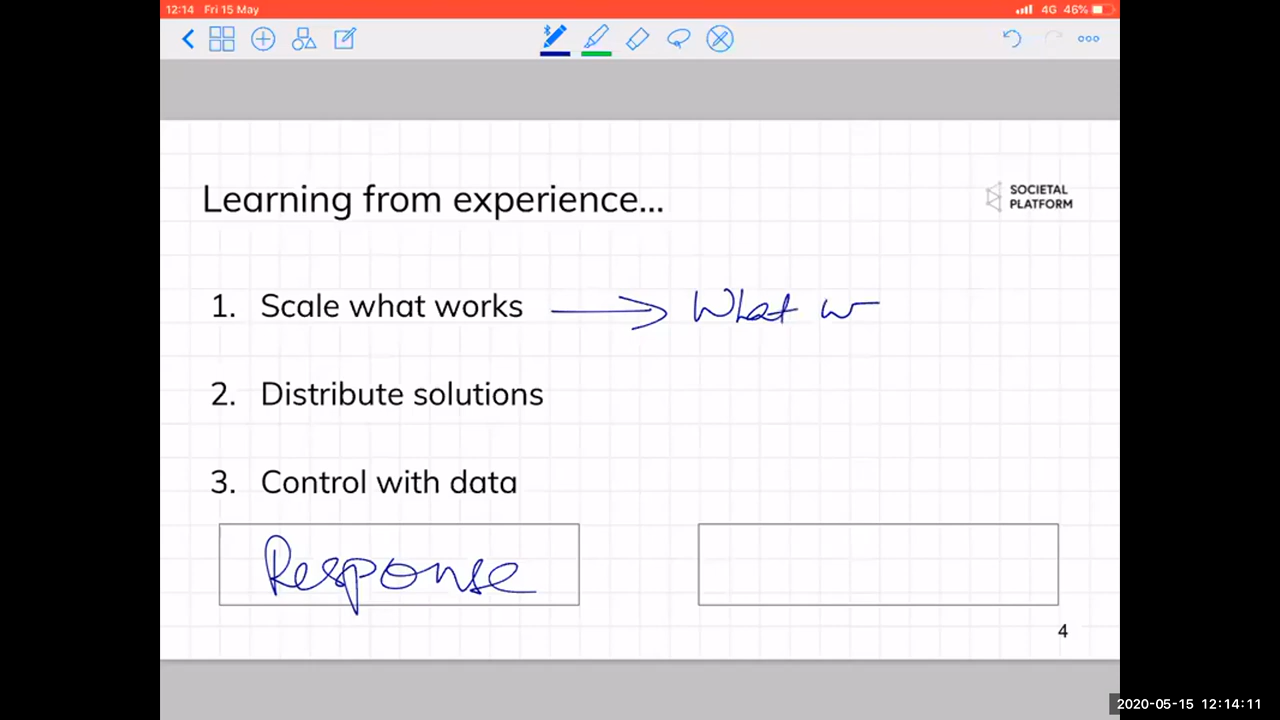 12:14 Fri 15 May 4G 46%
Learning from experience...
SOCIETAL
PLATFORM
1. Scale what works → What w
2. Distribute solutions
3. Control with data
Response
4
2020-05-15 12:14:11